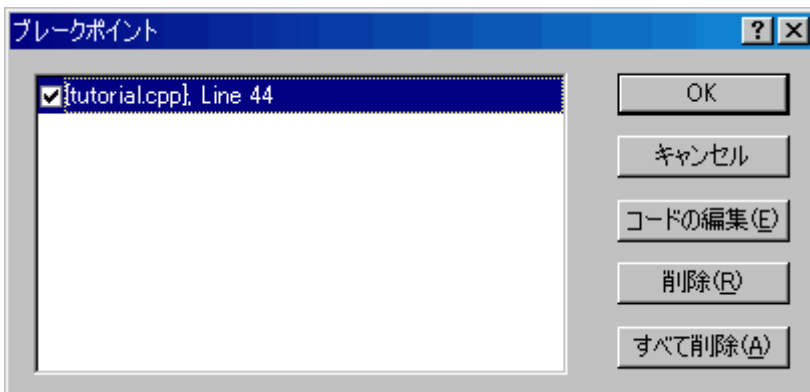 ブレークポイント
{tutorial.cpp}, Line 44
OK
キャンセル
コードの編集(E)
削除(R)
すべて削除(A)